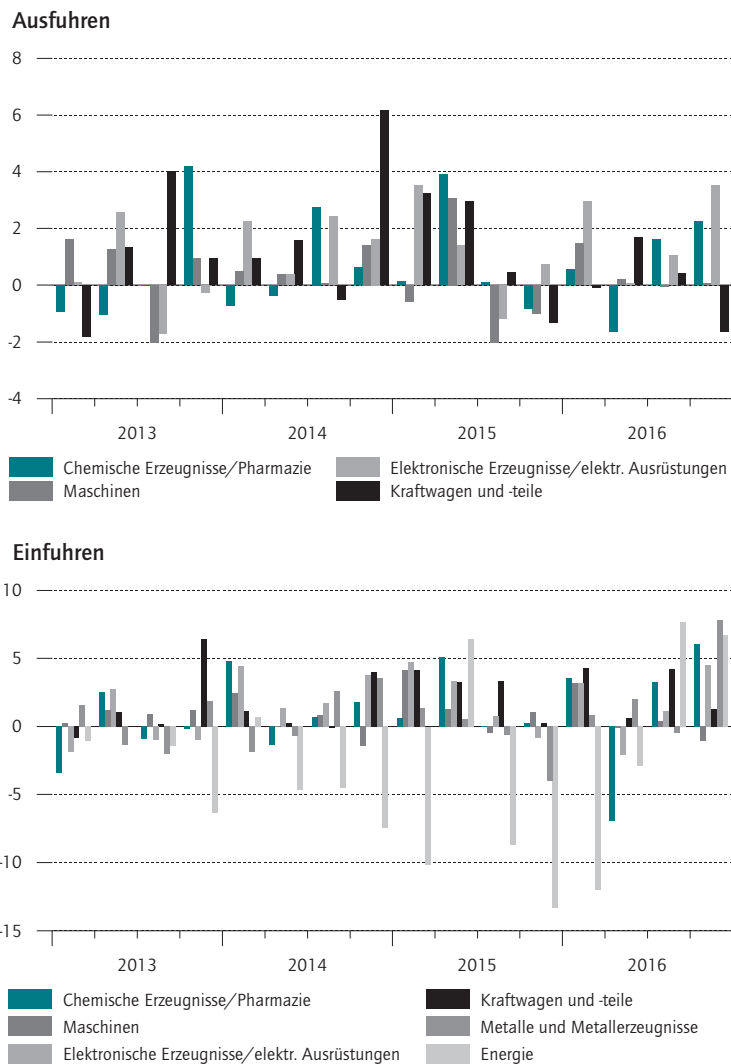 Ausfuhren
8
6
4
2
0
-2
-4
2013 2014 2015 2016
Chemische Erzeugnisse/Pharmazie Elektronische Erzeugnisse/elektr. Ausrüstungen
Maschinen Kraftwagen und -teile
Einfuhren
10
5
0
-5
-10
-15
2013 2014 2015 2016
Chemische Erzeugnisse/Pharmazie Kraftwagen und -teile
Maschinen Metalle und Metallerzeugnisse
Elektronische Erzeugnisse/elektr. Ausrüstungen Energie